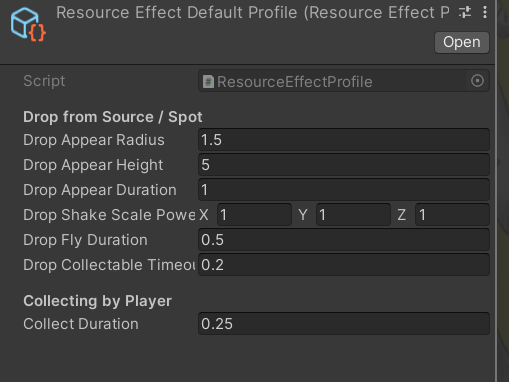 Resource Effect Default Profile (Resource Effect P
Open
Script ResourceEffectProfile
Drop from Source / Spot
Drop Appear Radius 1.5
Drop Appear Height 5
Drop Appear Duration 1
Drop Shake Scale Powe X 1 Y 1 Z 1
Drop Fly Duration 0.5
Drop Collectable Timeou 0.2
Collecting by Player
Collect Duration 0.25